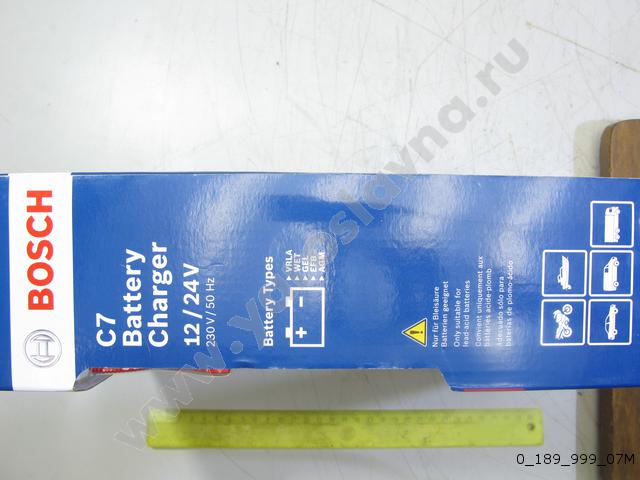 BOSCH
C7
Battery
Charger
12 / 24V
230V / 50 Hz
Battery Types
VRLA
WET
GEL
EFB
AGM
Nur für Bleisäure
Batterien geeignet
Only suitable for
lead-acid batteries
Convient uniquement aux
batteries acide-plomb
Adecuado sólo para
baterías de plomo-ácido
www.yaroslavna.ru
0_189_999_07M